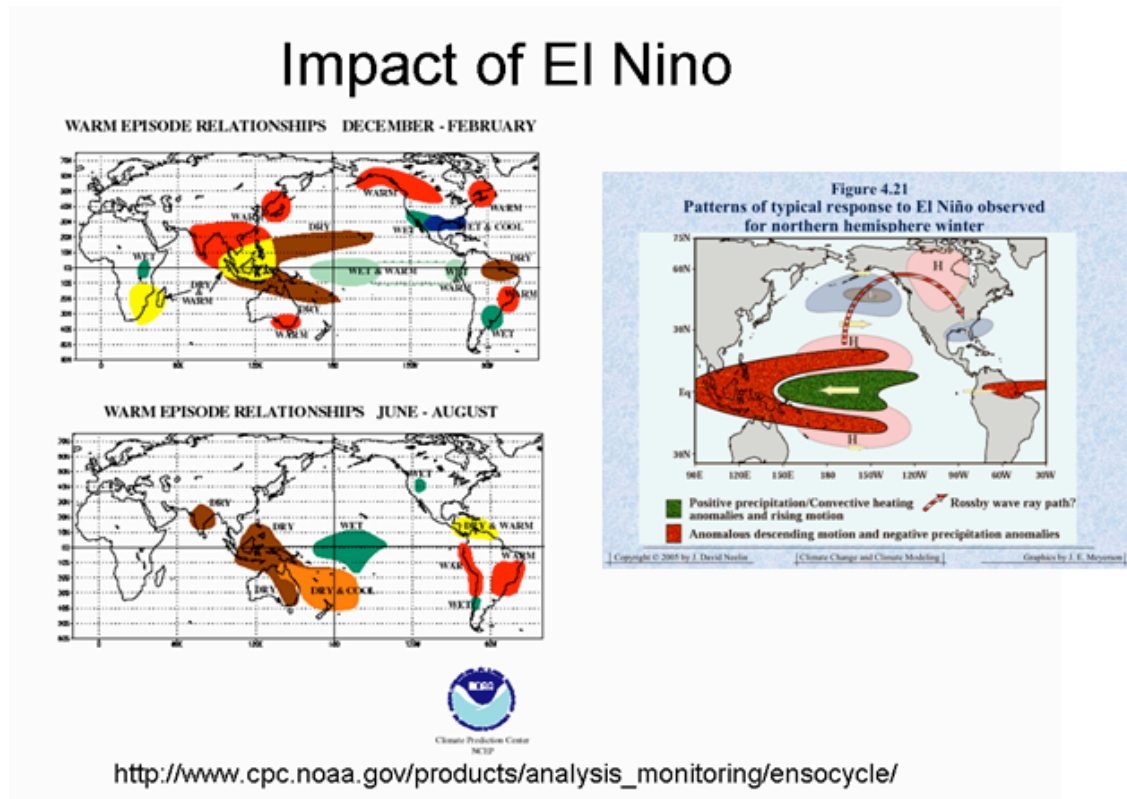 Impact of El Nino
WARM EPISODE RELATIONSHIPS DECEMBER - FEBRUARY
WARM
WARM
WARM
DRY
WET
WET & COOL
WET
WET & WARM
WET
WARM
DRY
DRY
&
WARM
DRY
WARM
WARM
WET
WARM EPISODE RELATIONSHIPS JUNE - AUGUST
WET
DRY
DRY
WET
DRY & WARM
WARM
DRY
DRY & COOL
WET
Figure 4.21
Patterns of typical response to El Niño observed
for northern hemisphere winter
75N
60N
30N
Eq
30N
H
H
H
90E 120E 150E 180 150W 120W 90W 60W 30W
Positive precipitation/Convective heating
anomalies and rising motion
Rossby wave ray path?
Anomalous descending motion and negative precipitation anomalies
Copyright © 2005 by J. David Neelin
Climate Change and Climate Modeling
Graphics by J. E. Meyerson
NOAA
Climate Prediction Center
NCEP
http://www.cpc.noaa.gov/products/analysis_monitoring/ensocycle/